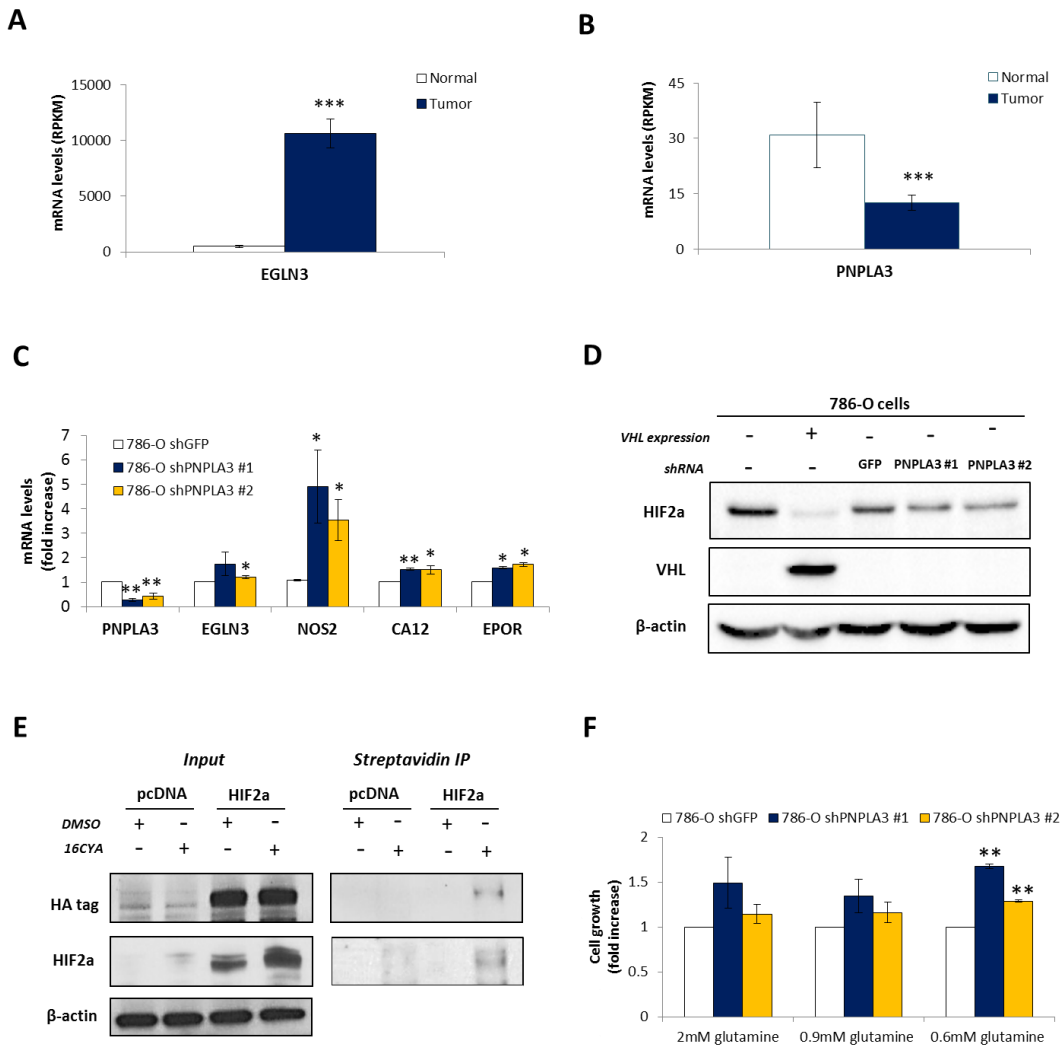 A
mRNA levels (RPKM)
15000
10000
5000
0
***
Normal
Tumor
EGLN3
B
mRNA levels (RPKM)
45
30
15
0
***
Normal
Tumor
PNPLA3
C
mRNA levels
(fold increase)
7
6
5
4
3
2
1
0
786-O shGFP
786-O shPNPLA3 #1
786-O shPNPLA3 #2
** ** * * * ** * * *
PNPLA3 EGLN3 NOS2 CA12 EPOR
D
786-O cells
VHL expression - + - - -
shRNA - - GFP PNPLA3 #1 PNPLA3 #2
HIF2a
VHL
β-actin
E
Input Streptavidin IP
pcDNA HIF2a pcDNA HIF2a
DMSO + - + - + - + -
16CYA - + - + - + - +
HA tag
HIF2a
β-actin
F
786-O shGFP 786-O shPNPLA3 #1 786-O shPNPLA3 #2
Cell growth
(fold increase)
2
1.5
1
0.5
0
** **
2mM glutamine 0.9mM glutamine 0.6mM glutamine